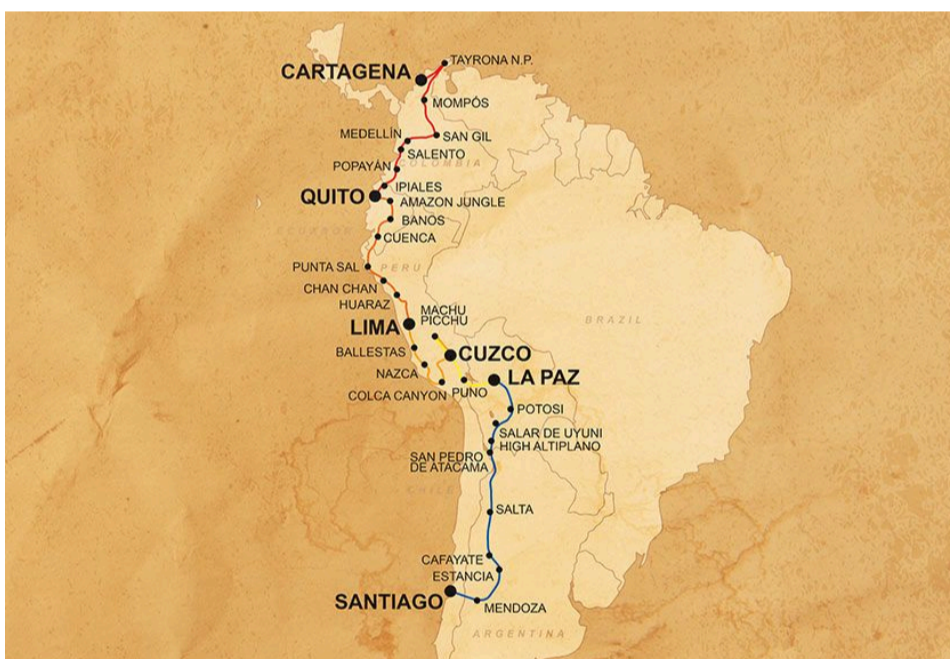 TAYRONA N.P.
CARTAGENA
MOMPÓS
MEDELLÍN
SAN GIL
SALENTO
COLOMBIA
POPAYÁN
IPIALES
QUITO
AMAZON JUNGLE
BANOS
ECUADOR
CUENCA
PUNTA SAL
PERU
CHAN CHAN
HUARAZ
MACHU
PICCHU
LIMA
BRAZIL
BALLESTAS
CUZCO
NAZCA
LA PAZ
COLCA CANYON
PUNO
POTOSI
SALAR DE UYUNI
HIGH ALTIPLANO
SAN PEDRO
DE ATACAMA
CHILE
SALTA
CAFAYATE
ESTANCIA
SANTIAGO
MENDOZA
ARGENTINA